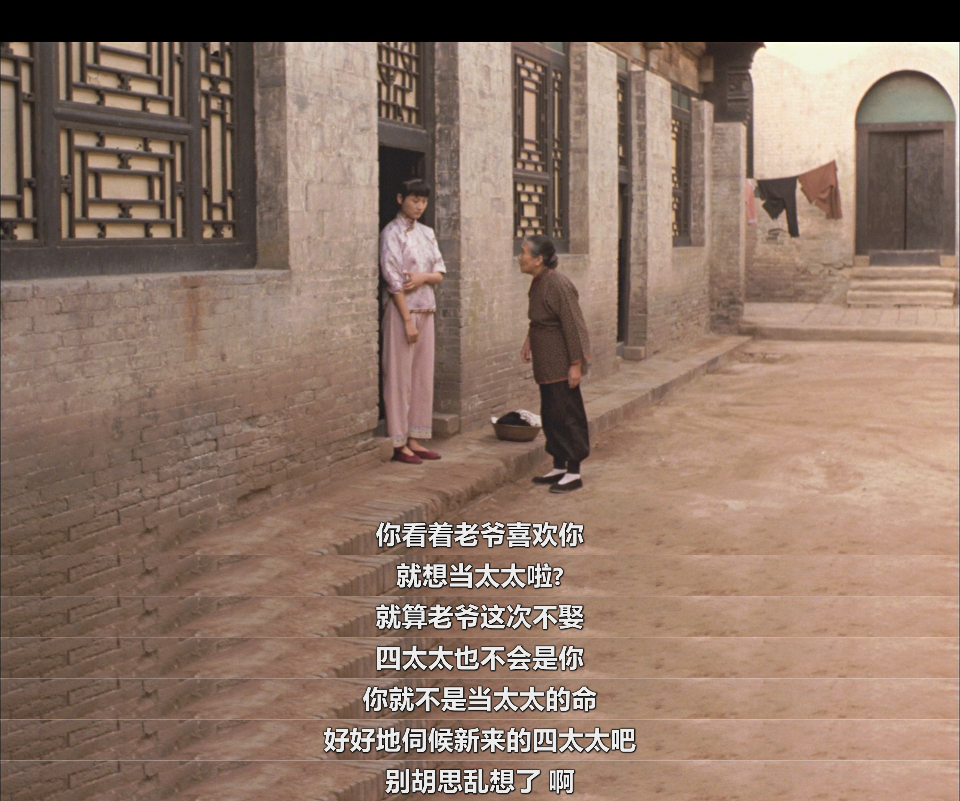 你看着老爷喜欢你
就想当太太啦?
就算老爷这次不娶
四太太也不会是你
你就不是当太太的命
好好地伺候新来的四太太吧
别胡思乱想了 啊